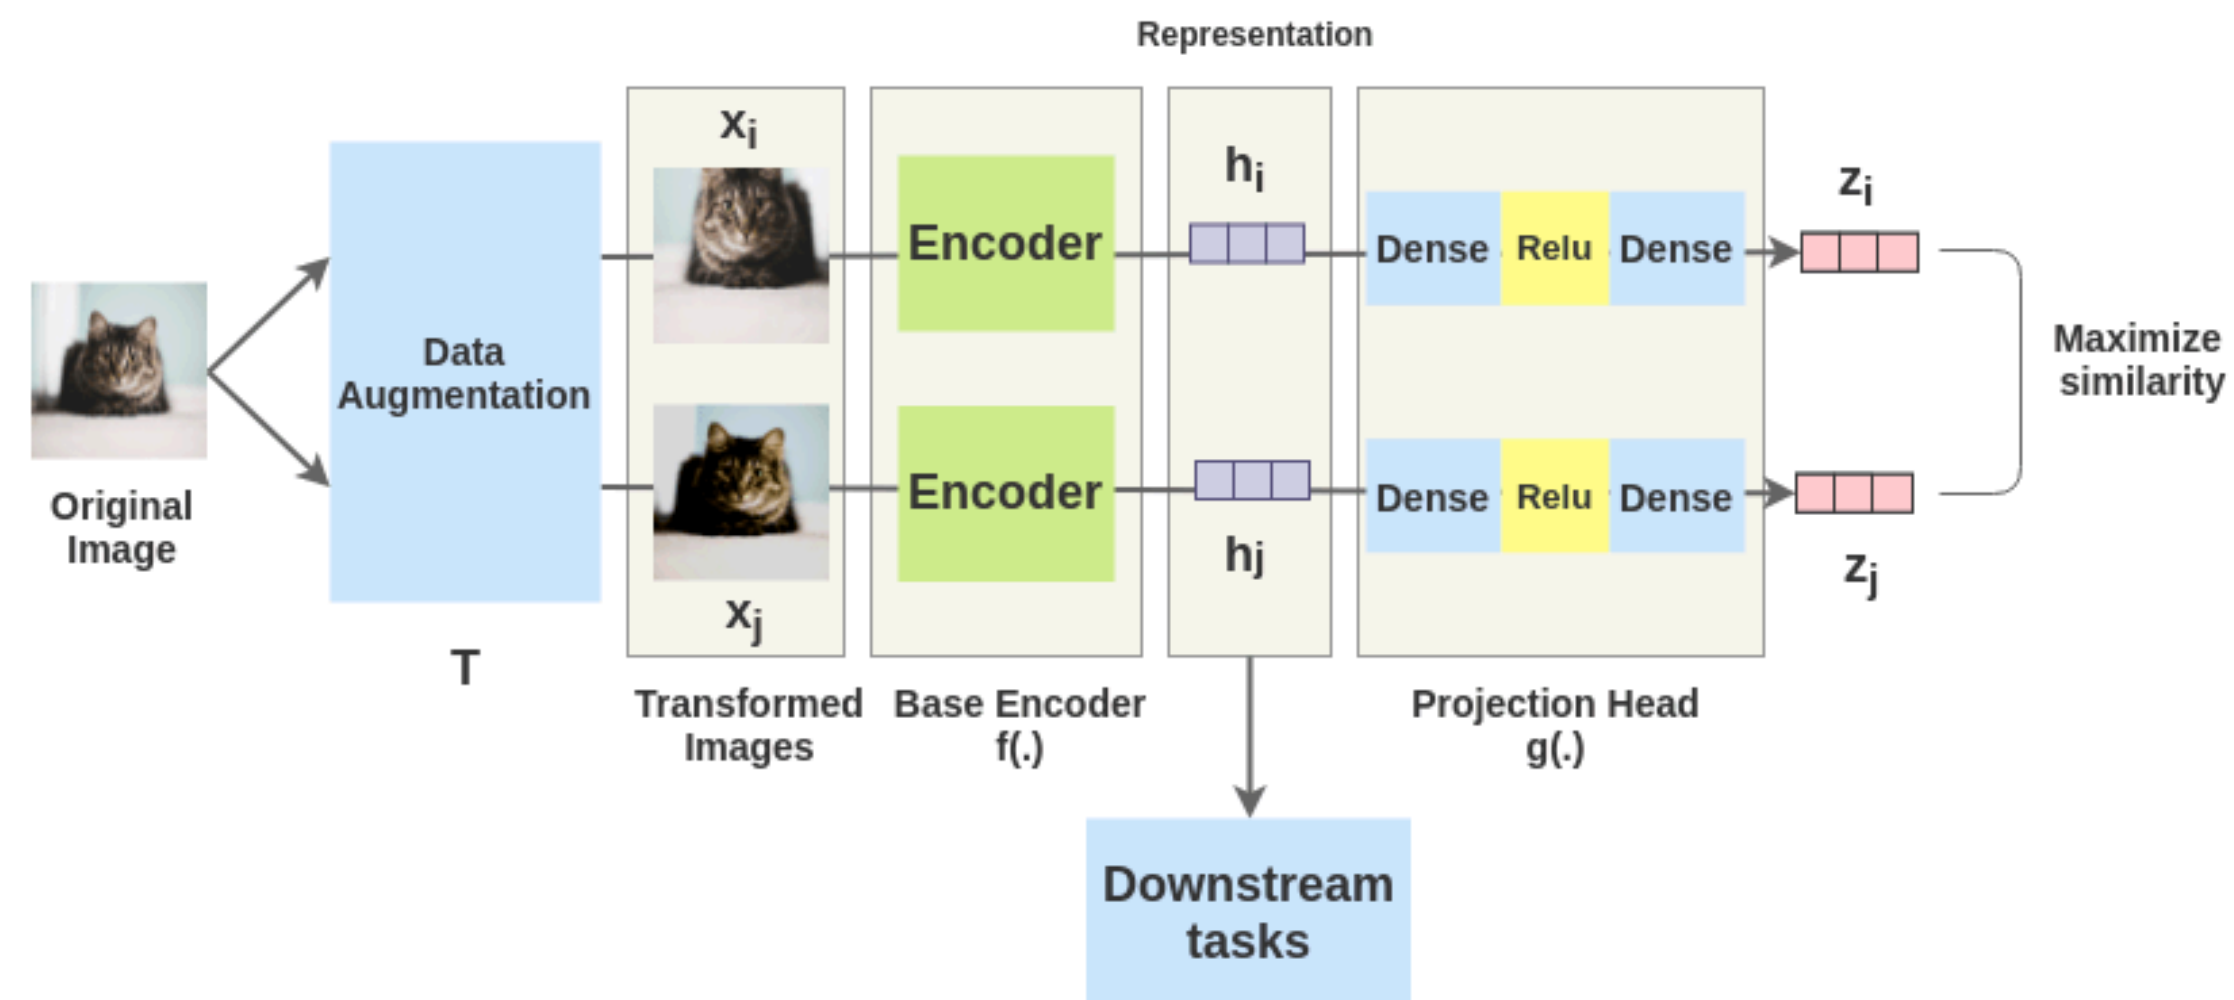 Representation
Original
Image
Data
Augmentation
T
xi
xj
Transformed
Images
Encoder
Encoder
Base Encoder
f(.)
hi
hj
Dense Relu Dense
Dense Relu Dense
Projection Head
g(.)
zi
zj
Maximize
similarity
Downstream
tasks